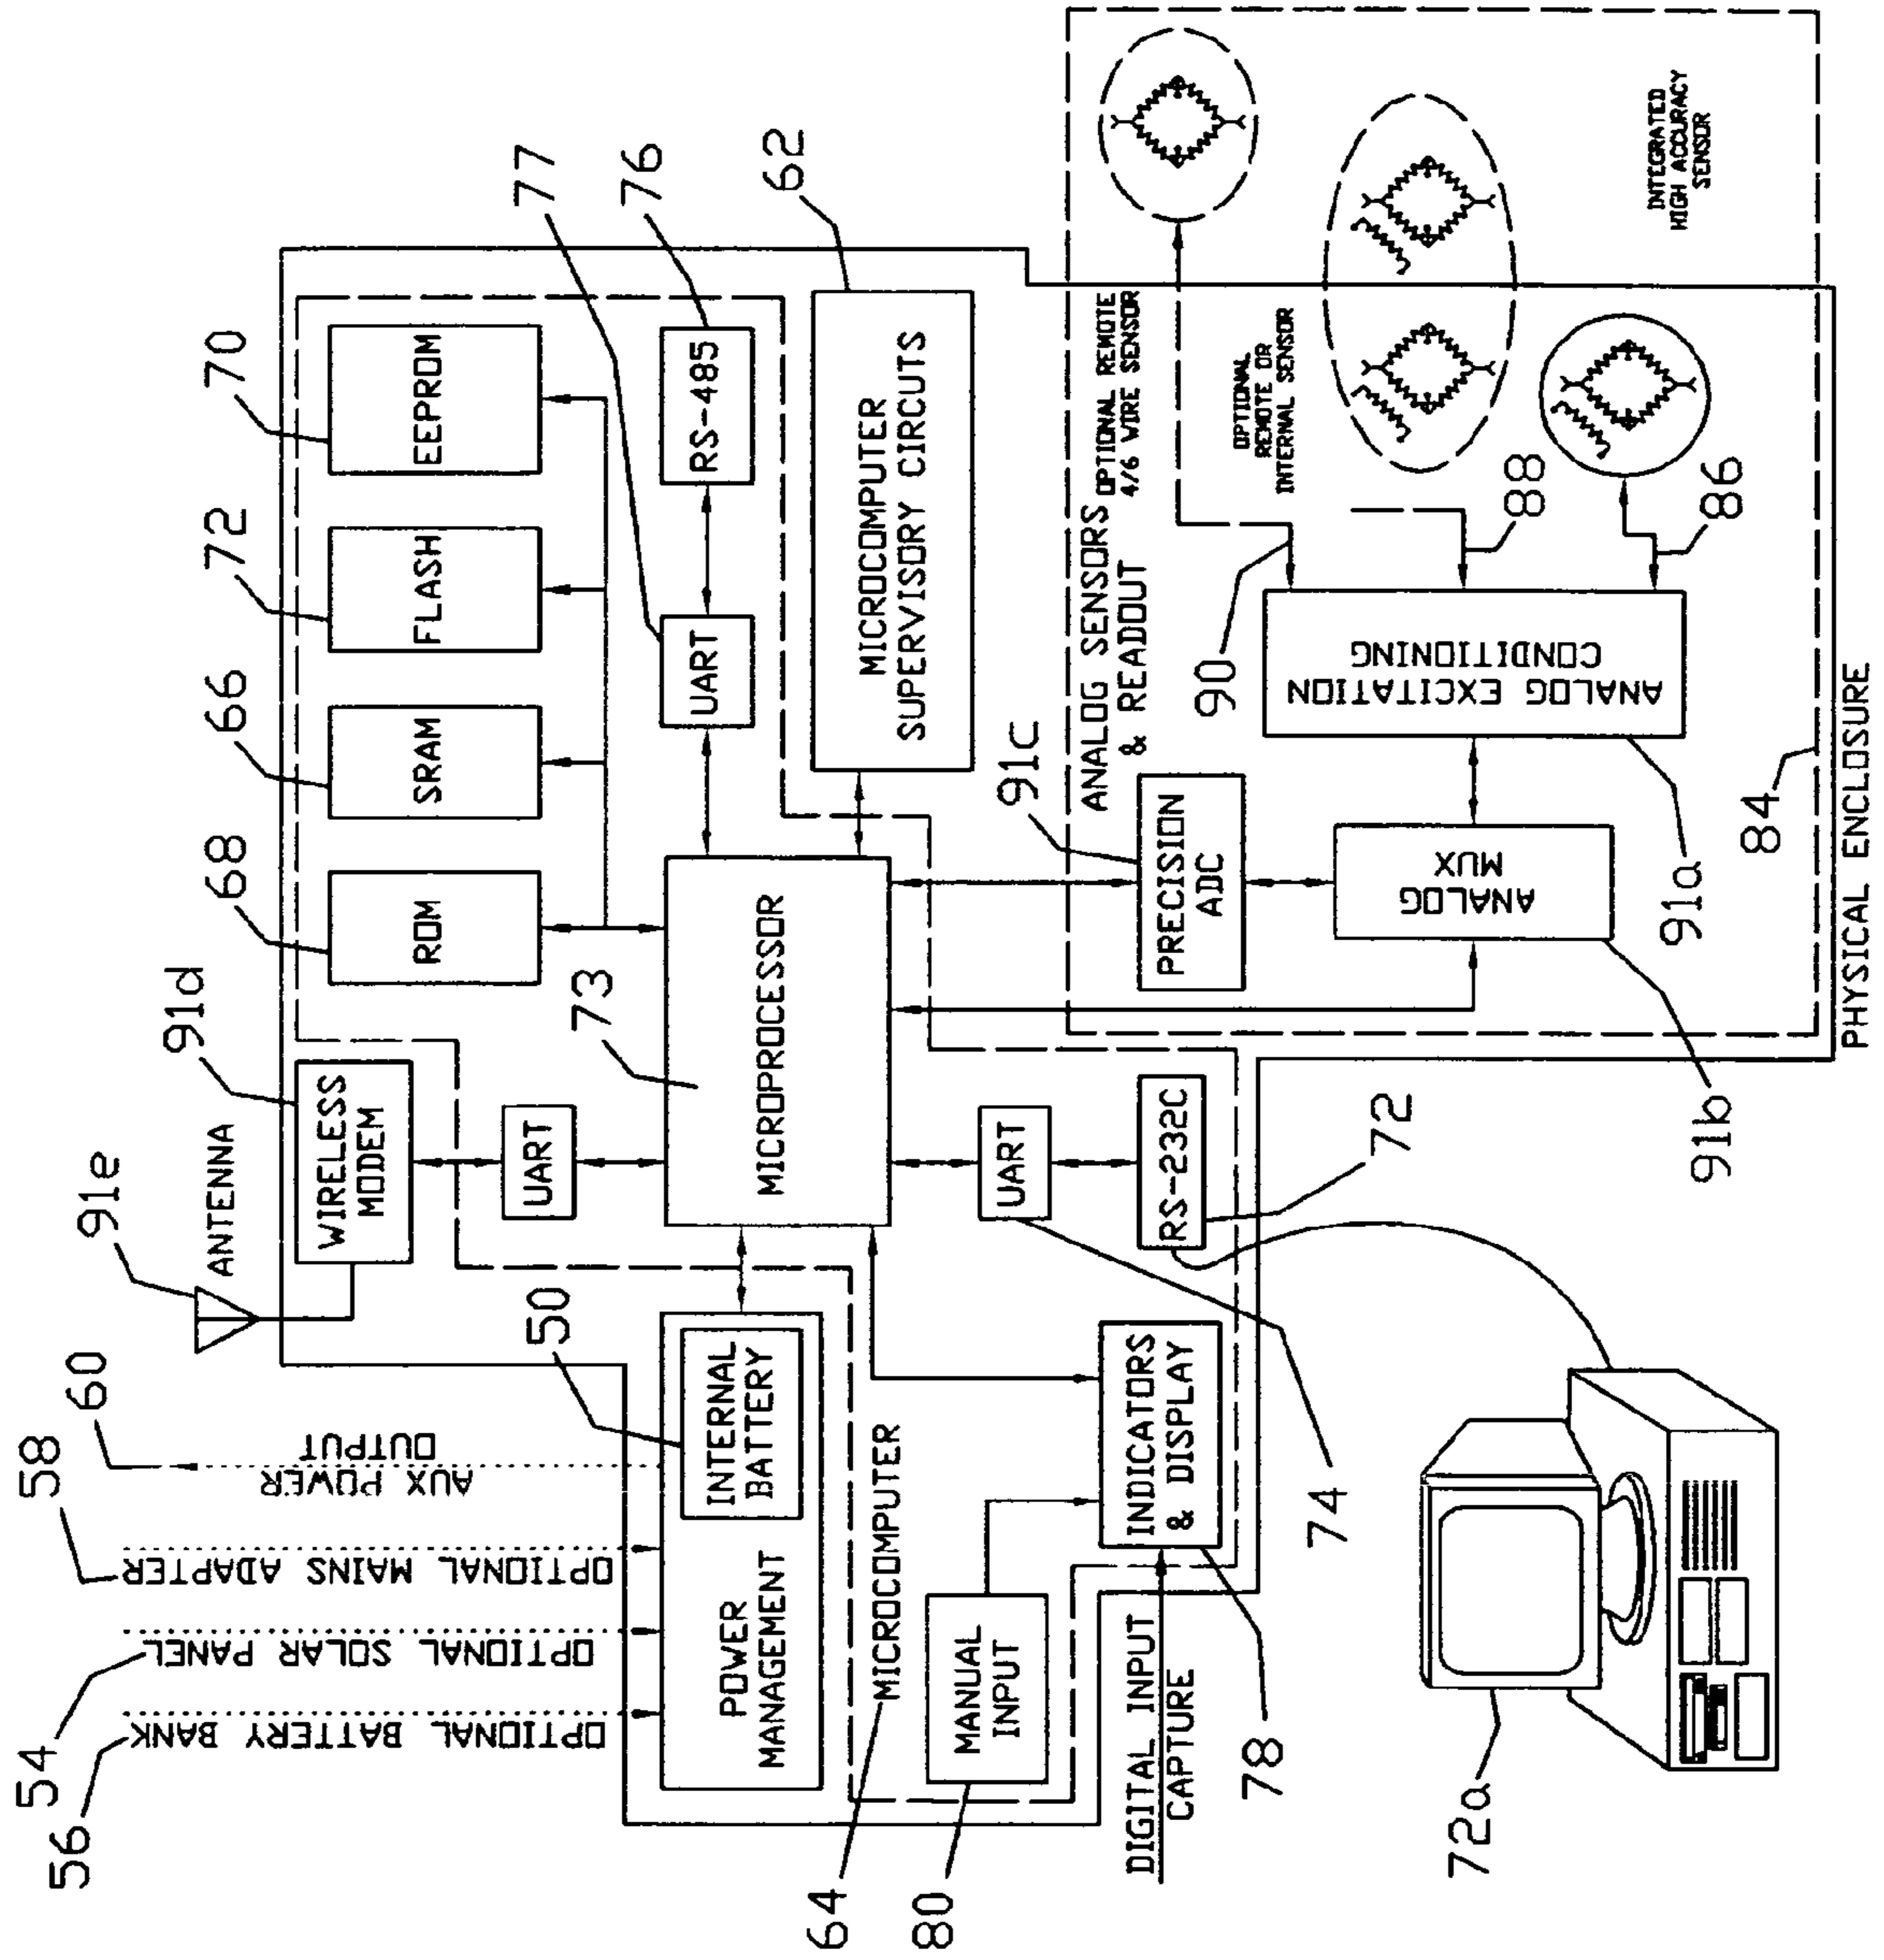 56
54
58
60
OPTIONAL BATTERY BANK
OPTIONAL SOLAR PANEL
OPTIONAL MAINS ADAPTER
AUX POWER
OUTPUT
91e
ANTENNA
91d
68
66
72
70
WIRELESS
MODEM
ROM
SRAM
FLASH
EEPROM
77
76
62
50
INTERNAL
BATTERY
POWER
MANAGEMENT
UART
73
UART
RS-485
MICROPROCESSOR
MICROCOMPUTER
SUPERVISORY CIRCUTS
64
MICROCOMPUTER
80
MANUAL
INPUT
INDICATORS
& DISPLAY
UART
RS-232C
DIGITAL INPUT
CAPTURE
78
74
72
72a
91c
PRECISION
ADC
ANALOG
MUX
91b
91a
ANALOG SENSORS
& READOUT
90
ANALOG EXCITATION
CONDITIONING
88
86
OPTIONAL REMOTE
4/6 WIRE SENSOR
OPTIONAL
REMOTE OR
INTERNAL SENSOR
INTEGRATED
HIGH ACCURACY
SENSOR
84
PHYSICAL ENCLOSURE